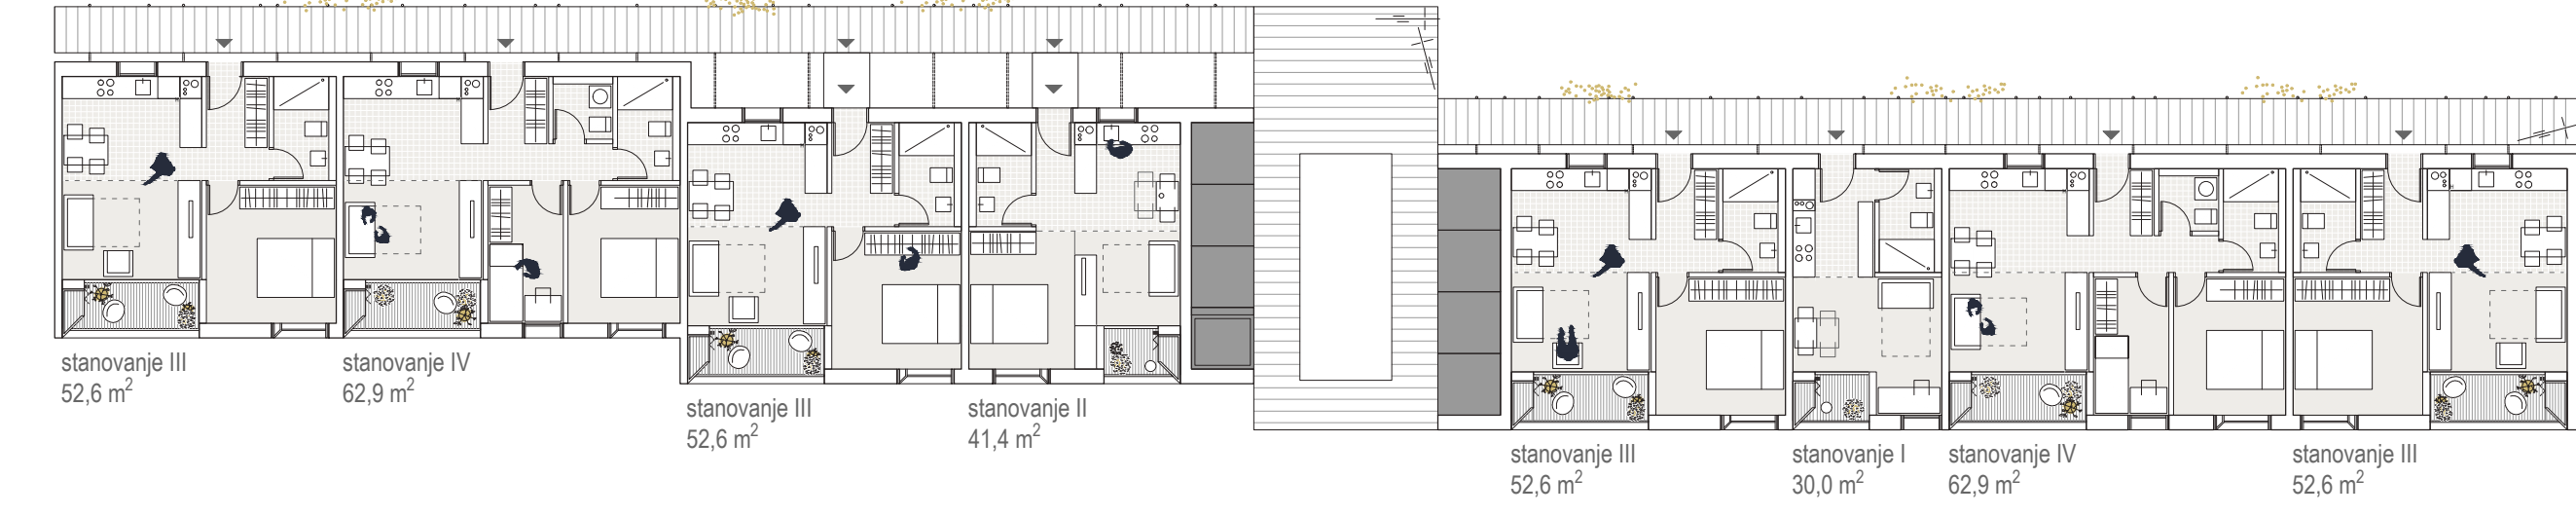 stanovanje III
52,6 m²
stanovanje IV
62,9 m²
stanovanje III
52,6 m²
stanovanje II
41,4 m²
stanovanje III
52,6 m²
stanovanje I
30,0 m²
stanovanje IV
62,9 m²
stanovanje III
52,6 m²